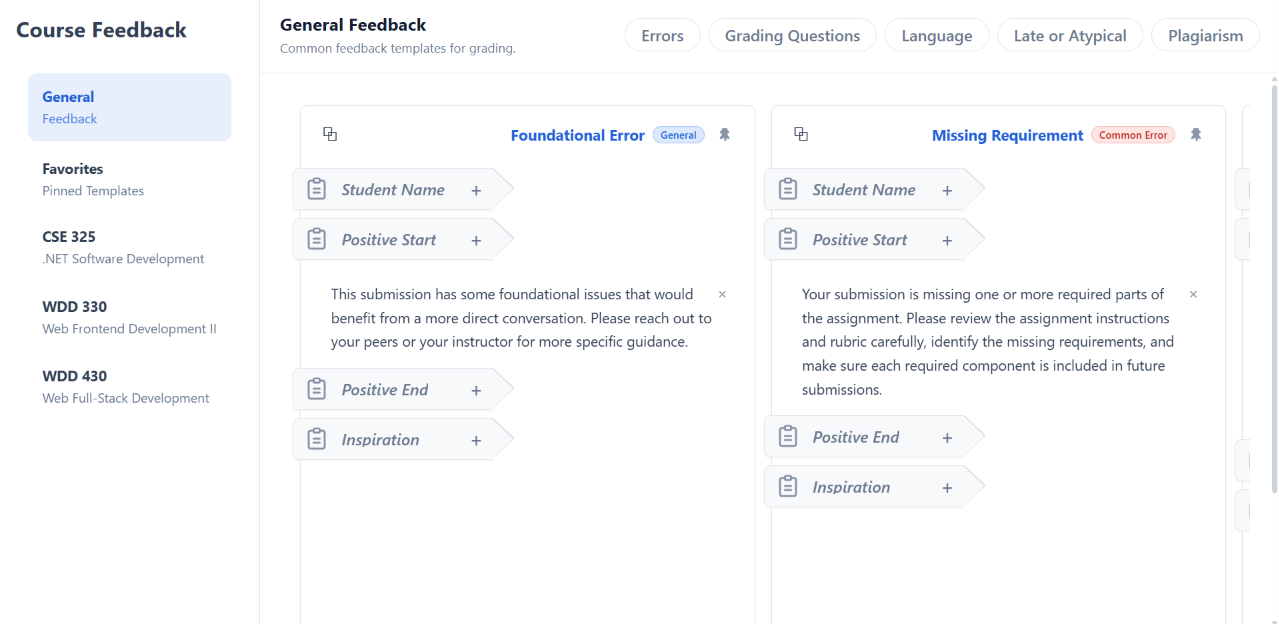 Course Feedback
General
Feedback
Favorites
Pinned Templates
CSE 325
.NET Software Development
WDD 330
Web Frontend Development II
WDD 430
Web Full-Stack Development
General Feedback
Common feedback templates for grading.
Errors
Grading Questions
Language
Late or Atypical
Plagiarism
Foundational Error General
Student Name +
Positive Start +
This submission has some foundational issues that would ×
benefit from a more direct conversation. Please reach out to
your peers or your instructor for more specific guidance.
Positive End +
Inspiration +
Missing Requirement Common Error
Student Name +
Positive Start +
Your submission is missing one or more required parts of ×
the assignment. Please review the assignment instructions
and rubric carefully, identify the missing requirements, and
make sure each required component is included in future
submissions.
Positive End +
Inspiration +